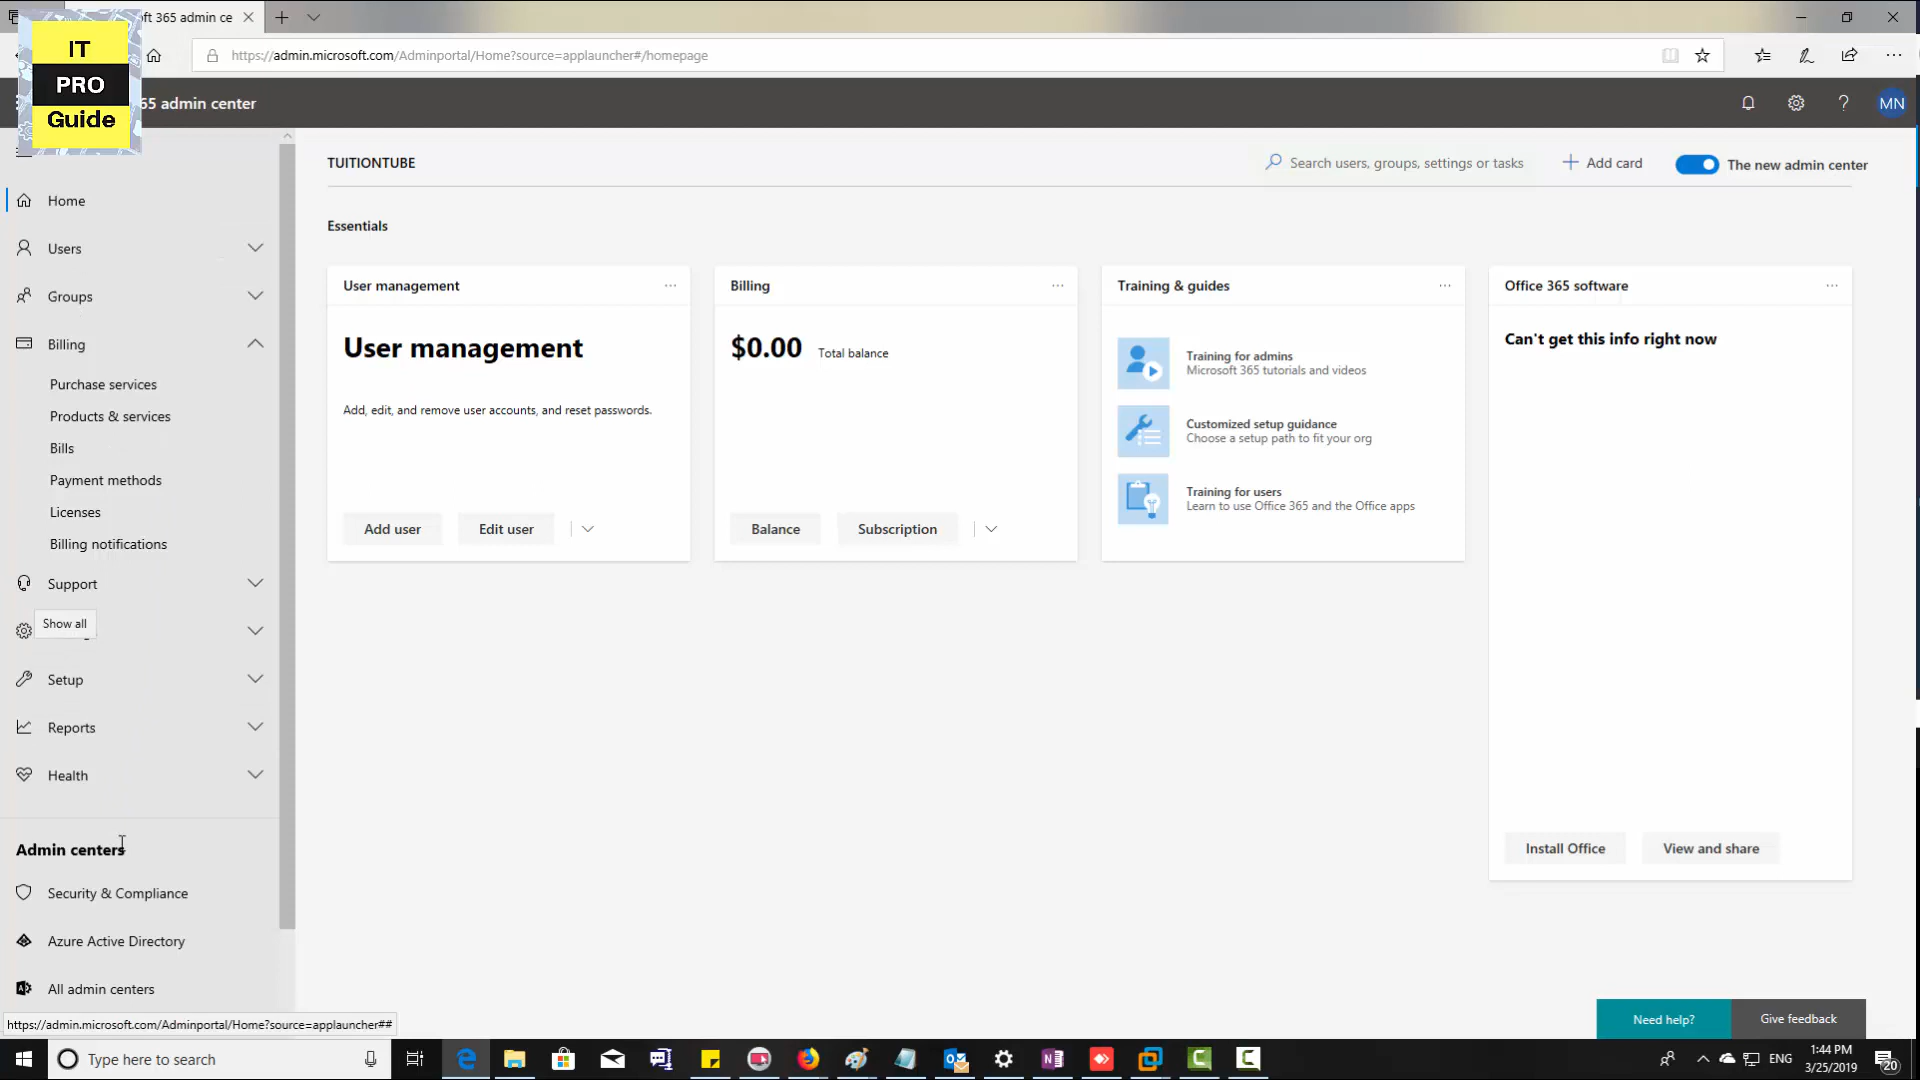 oft 365 admin ce
IT
PRO
Guide
https://admin.microsoft.com/Adminportal/Home?source=applauncher#/homepage
65 admin center
MN
TUITIONTUBE
Search users, groups, settings or tasks
Add card
The new admin center
Home
Users
Groups
Billing
Purchase services
Products & services
Bills
Payment methods
Licenses
Billing notifications
Support
Show all
Setup
Reports
Health
Admin centers
Security & Compliance
Azure Active Directory
All admin centers
https://admin.microsoft.com/Adminportal/Home?source=applauncher##
Essentials
User management
User management
Add, edit, and remove user accounts, and reset passwords.
Add user
Edit user
Billing
$0.00 Total balance
Balance
Subscription
Training & guides
Training for admins
Microsoft 365 tutorials and videos
Customized setup guidance
Choose a setup path to fit your org
Training for users
Learn to use Office 365 and the Office apps
Office 365 software
Can't get this info right now
Install Office
View and share
Need help?
Give feedback
Type here to search
ENG
1:44 PM
3/25/2019
20